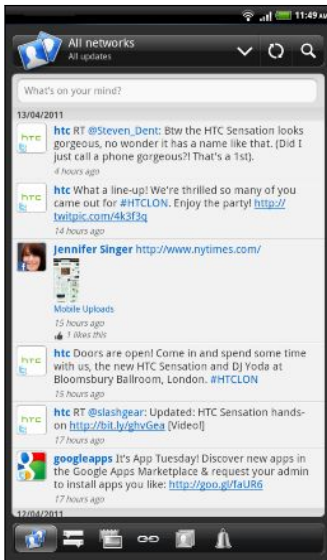 11:49 AM
All networks
All updates
What's on your mind?
13/04/2011
htc RT @Steven_Dent: Btw the HTC Sensation looks
gorgeous, no wonder it has a name like that. (Did I
just call a phone gorgeous?! That's a 1st).
4 hours ago
htc What a line-up! We're thrilled so many of you
came out for #HTCLON. Enjoy the party! http://
twitpic.com/4k3f3q
14 hours ago
Jennifer Singer http://www.nytimes.com/
Mobile Uploads
15 hours ago
1 likes this
htc Doors are open! Come in and spend some time
with us, the new HTC Sensation and DJ Yoda at
Bloomsbury Ballroom, London. #HTCLON
15 hours ago
htc RT @slashgear: Updated: HTC Sensation hands-
on http://bit.ly/ghvGea [Video!]
17 hours ago
googleapps It's App Tuesday! Discover new apps in
the Google Apps Marketplace & request your admin
to install apps you like: http://goo.gl/faUR6
17 hours ago
12/04/2011